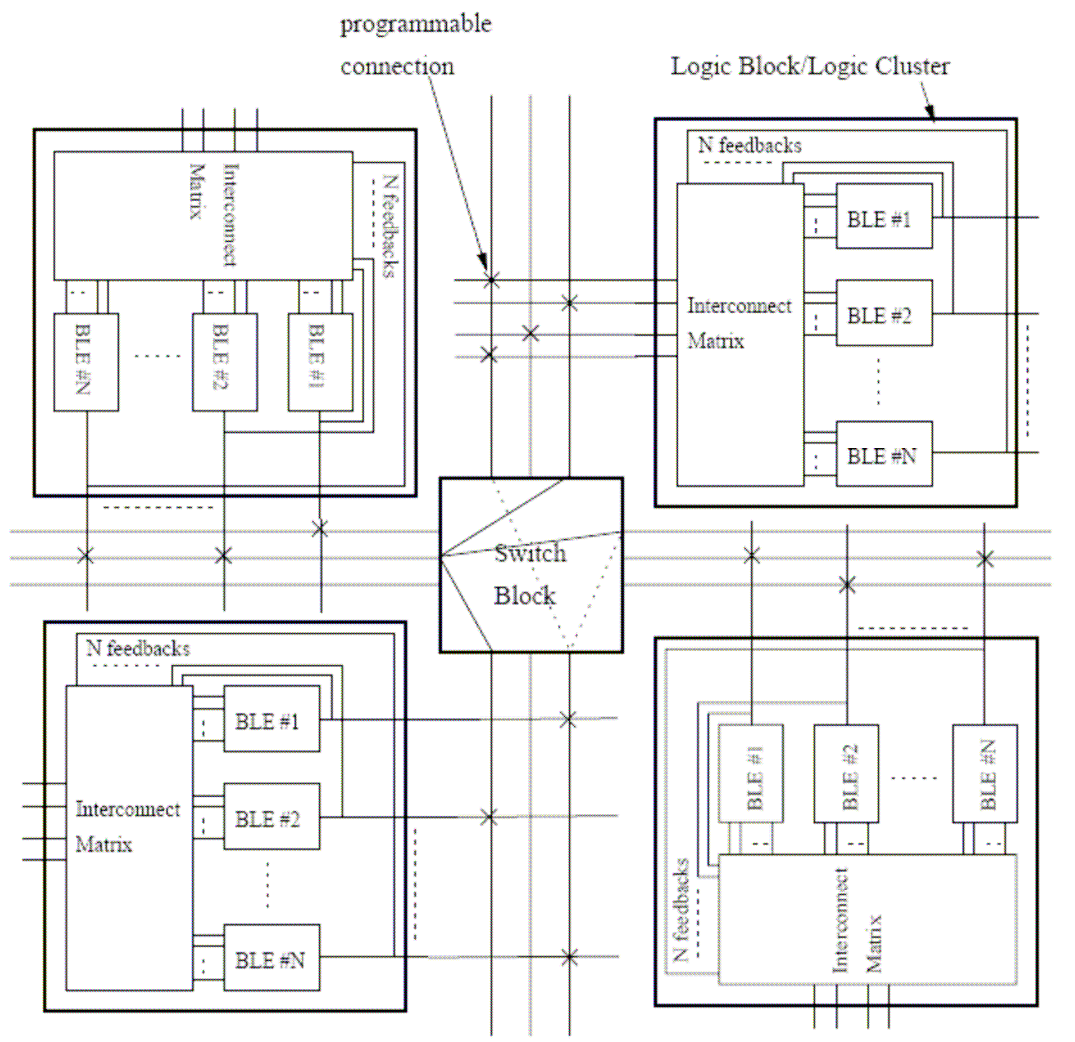 programmable
connection
Logic Block/Logic Cluster
Interconnect
Matrix
N feedbacks
BLE #N
BLE #2
BLE #1
N feedbacks
Interconnect
Matrix
BLE #1
BLE #2
BLE #N
Switch
Block
N feedbacks
Interconnect
Matrix
BLE #1
BLE #2
BLE #N
BLE #1
BLE #2
BLE #N
N feedbacks
Interconnect
Matrix